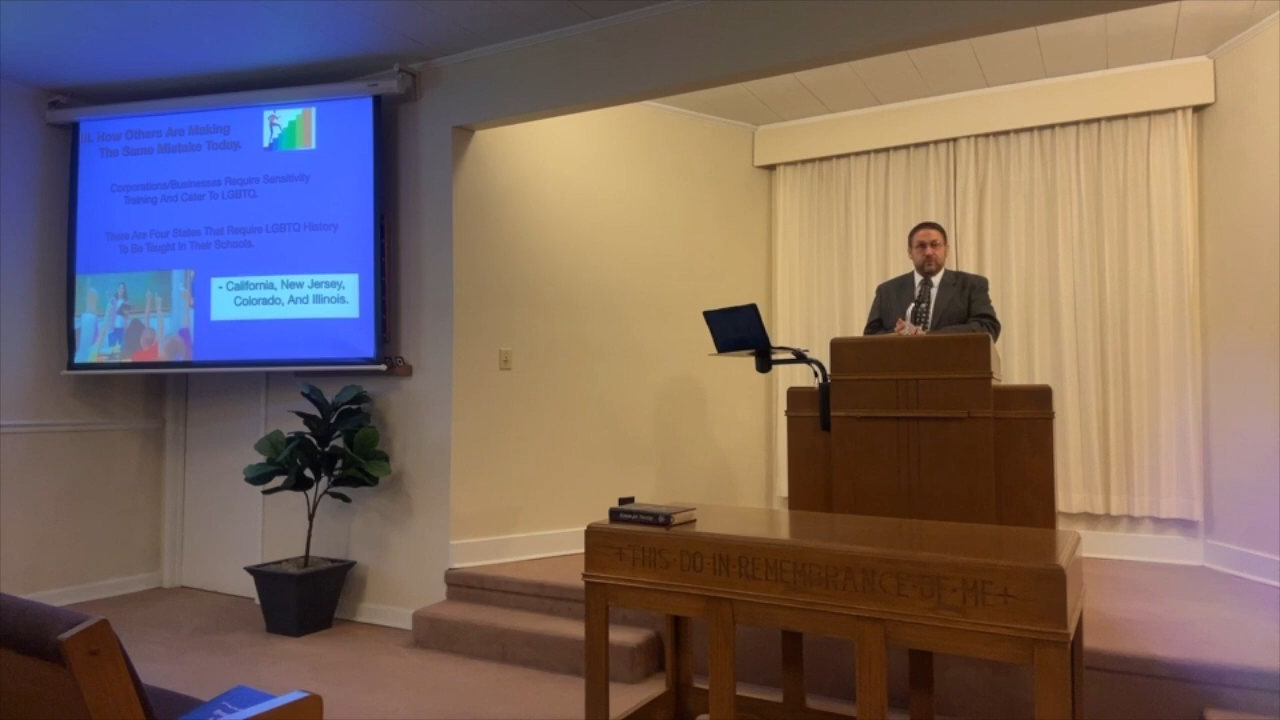 III. How Others Are Making
The Same Mistake Today.
Corporations/Businesses Require Sensitivity
Training And Cater To LGBTQ.
There Are Four States That Require LGBTQ History
To Be Taught In Their Schools.
- California, New Jersey,
Colorado, And Illinois.
+THIS·DO·IN·REMEMBRANCE·OF·ME+